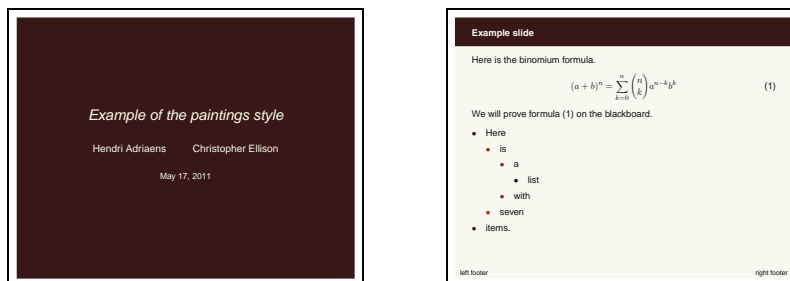 Example of the paintings style
Hendri Adriaens Christopher Ellison
May 17, 2011
Example slide
Here is the binomium formula.
(a + b)^n = ∑_{k=0}^{n} \binom{n}{k} a^{n−k} b^k (1)
We will prove formula (1) on the blackboard.
• Here
• is
• a
• list
• with
• seven
• items.
left footer right footer